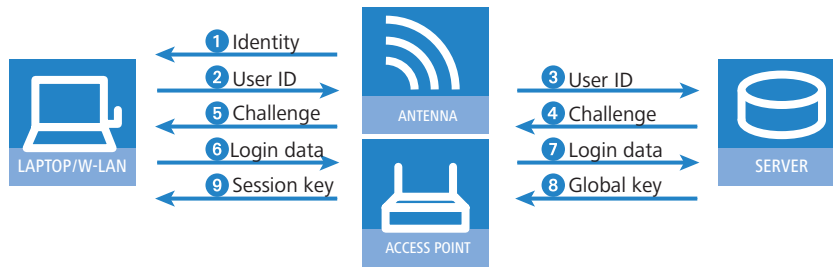 1 Identity
2 User ID
3 User ID
5 Challenge
4 Challenge
6 Login data
7 Login data
9 Session key
8 Global key
LAPTOP/W-LAN
ANTENNA
ACCESS POINT
SERVER